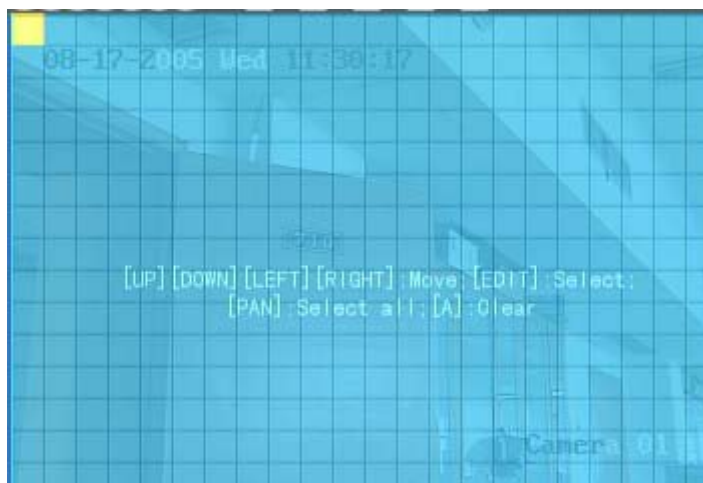 08-17-2005 Wed 11:30:17
[UP][DOWN][LEFT][RIGHT]:Move;[EDIT]:Select;
[PAN]:Select all;[A]:Clear
Camera 01